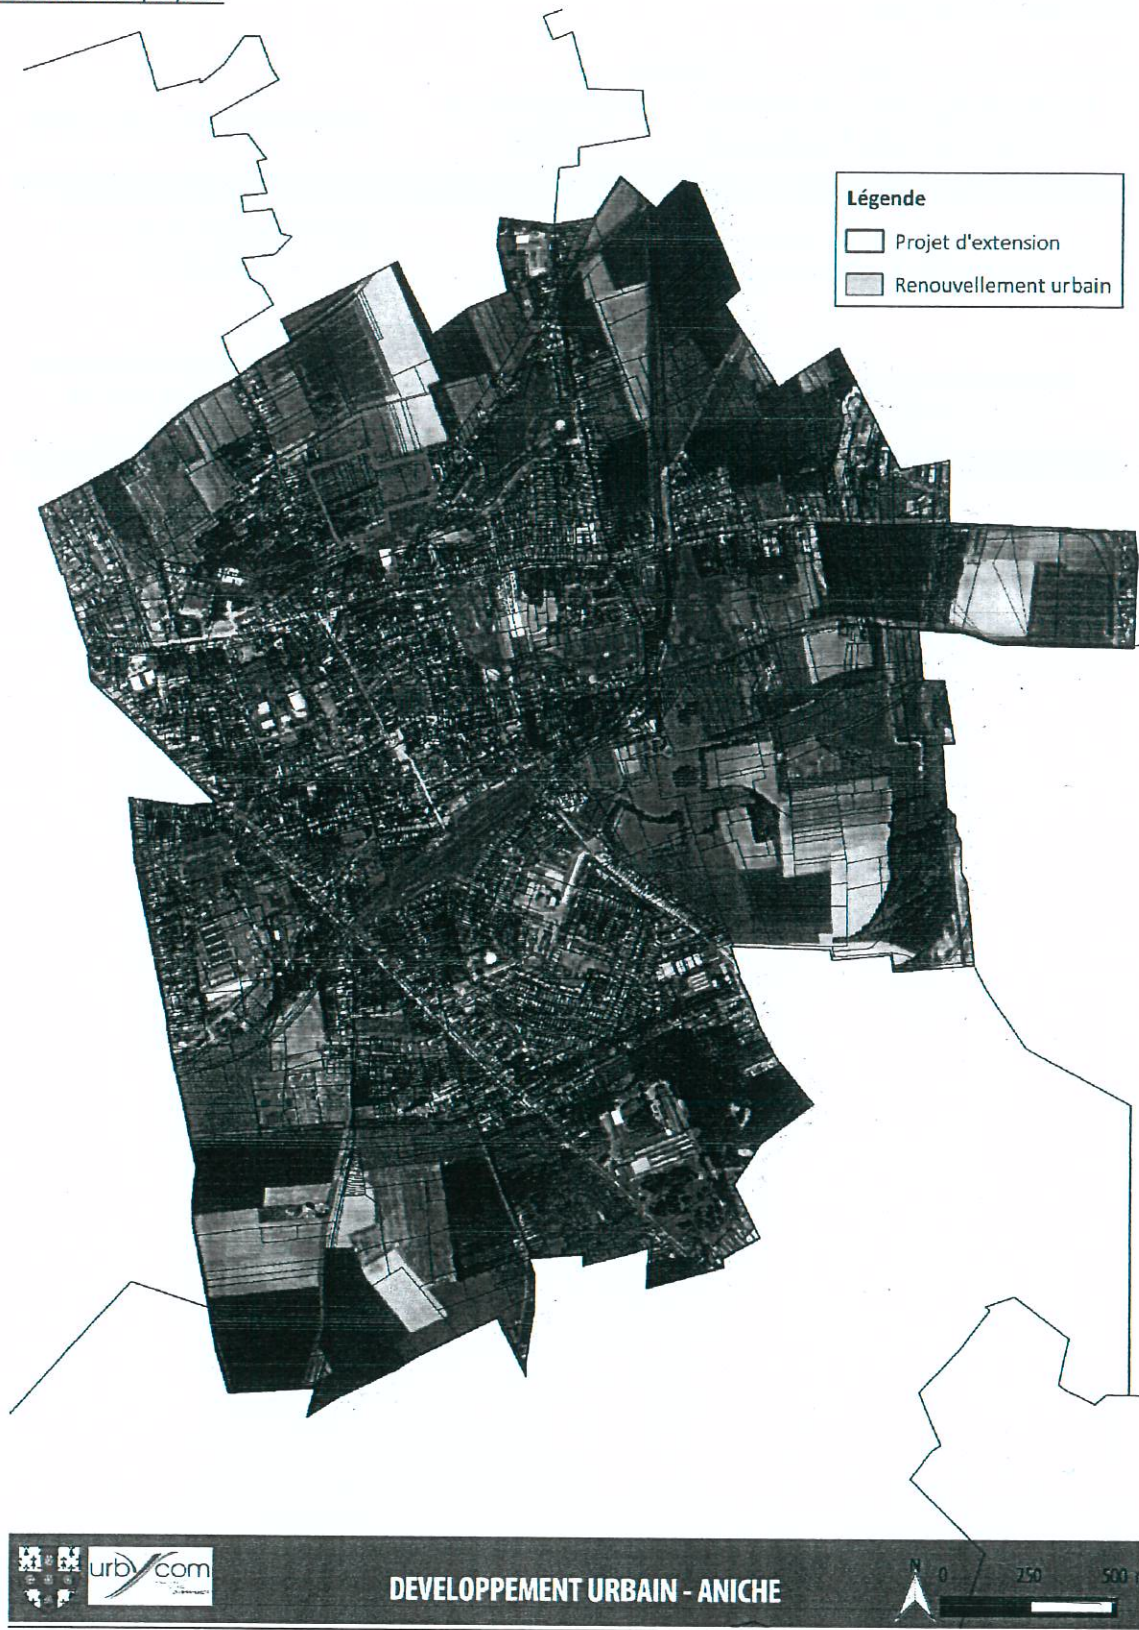 Légende
Projet d'extension
Renouvellement urbain
urbycom
DEVELOPPEMENT URBAIN - ANICHE
N
0 250 500